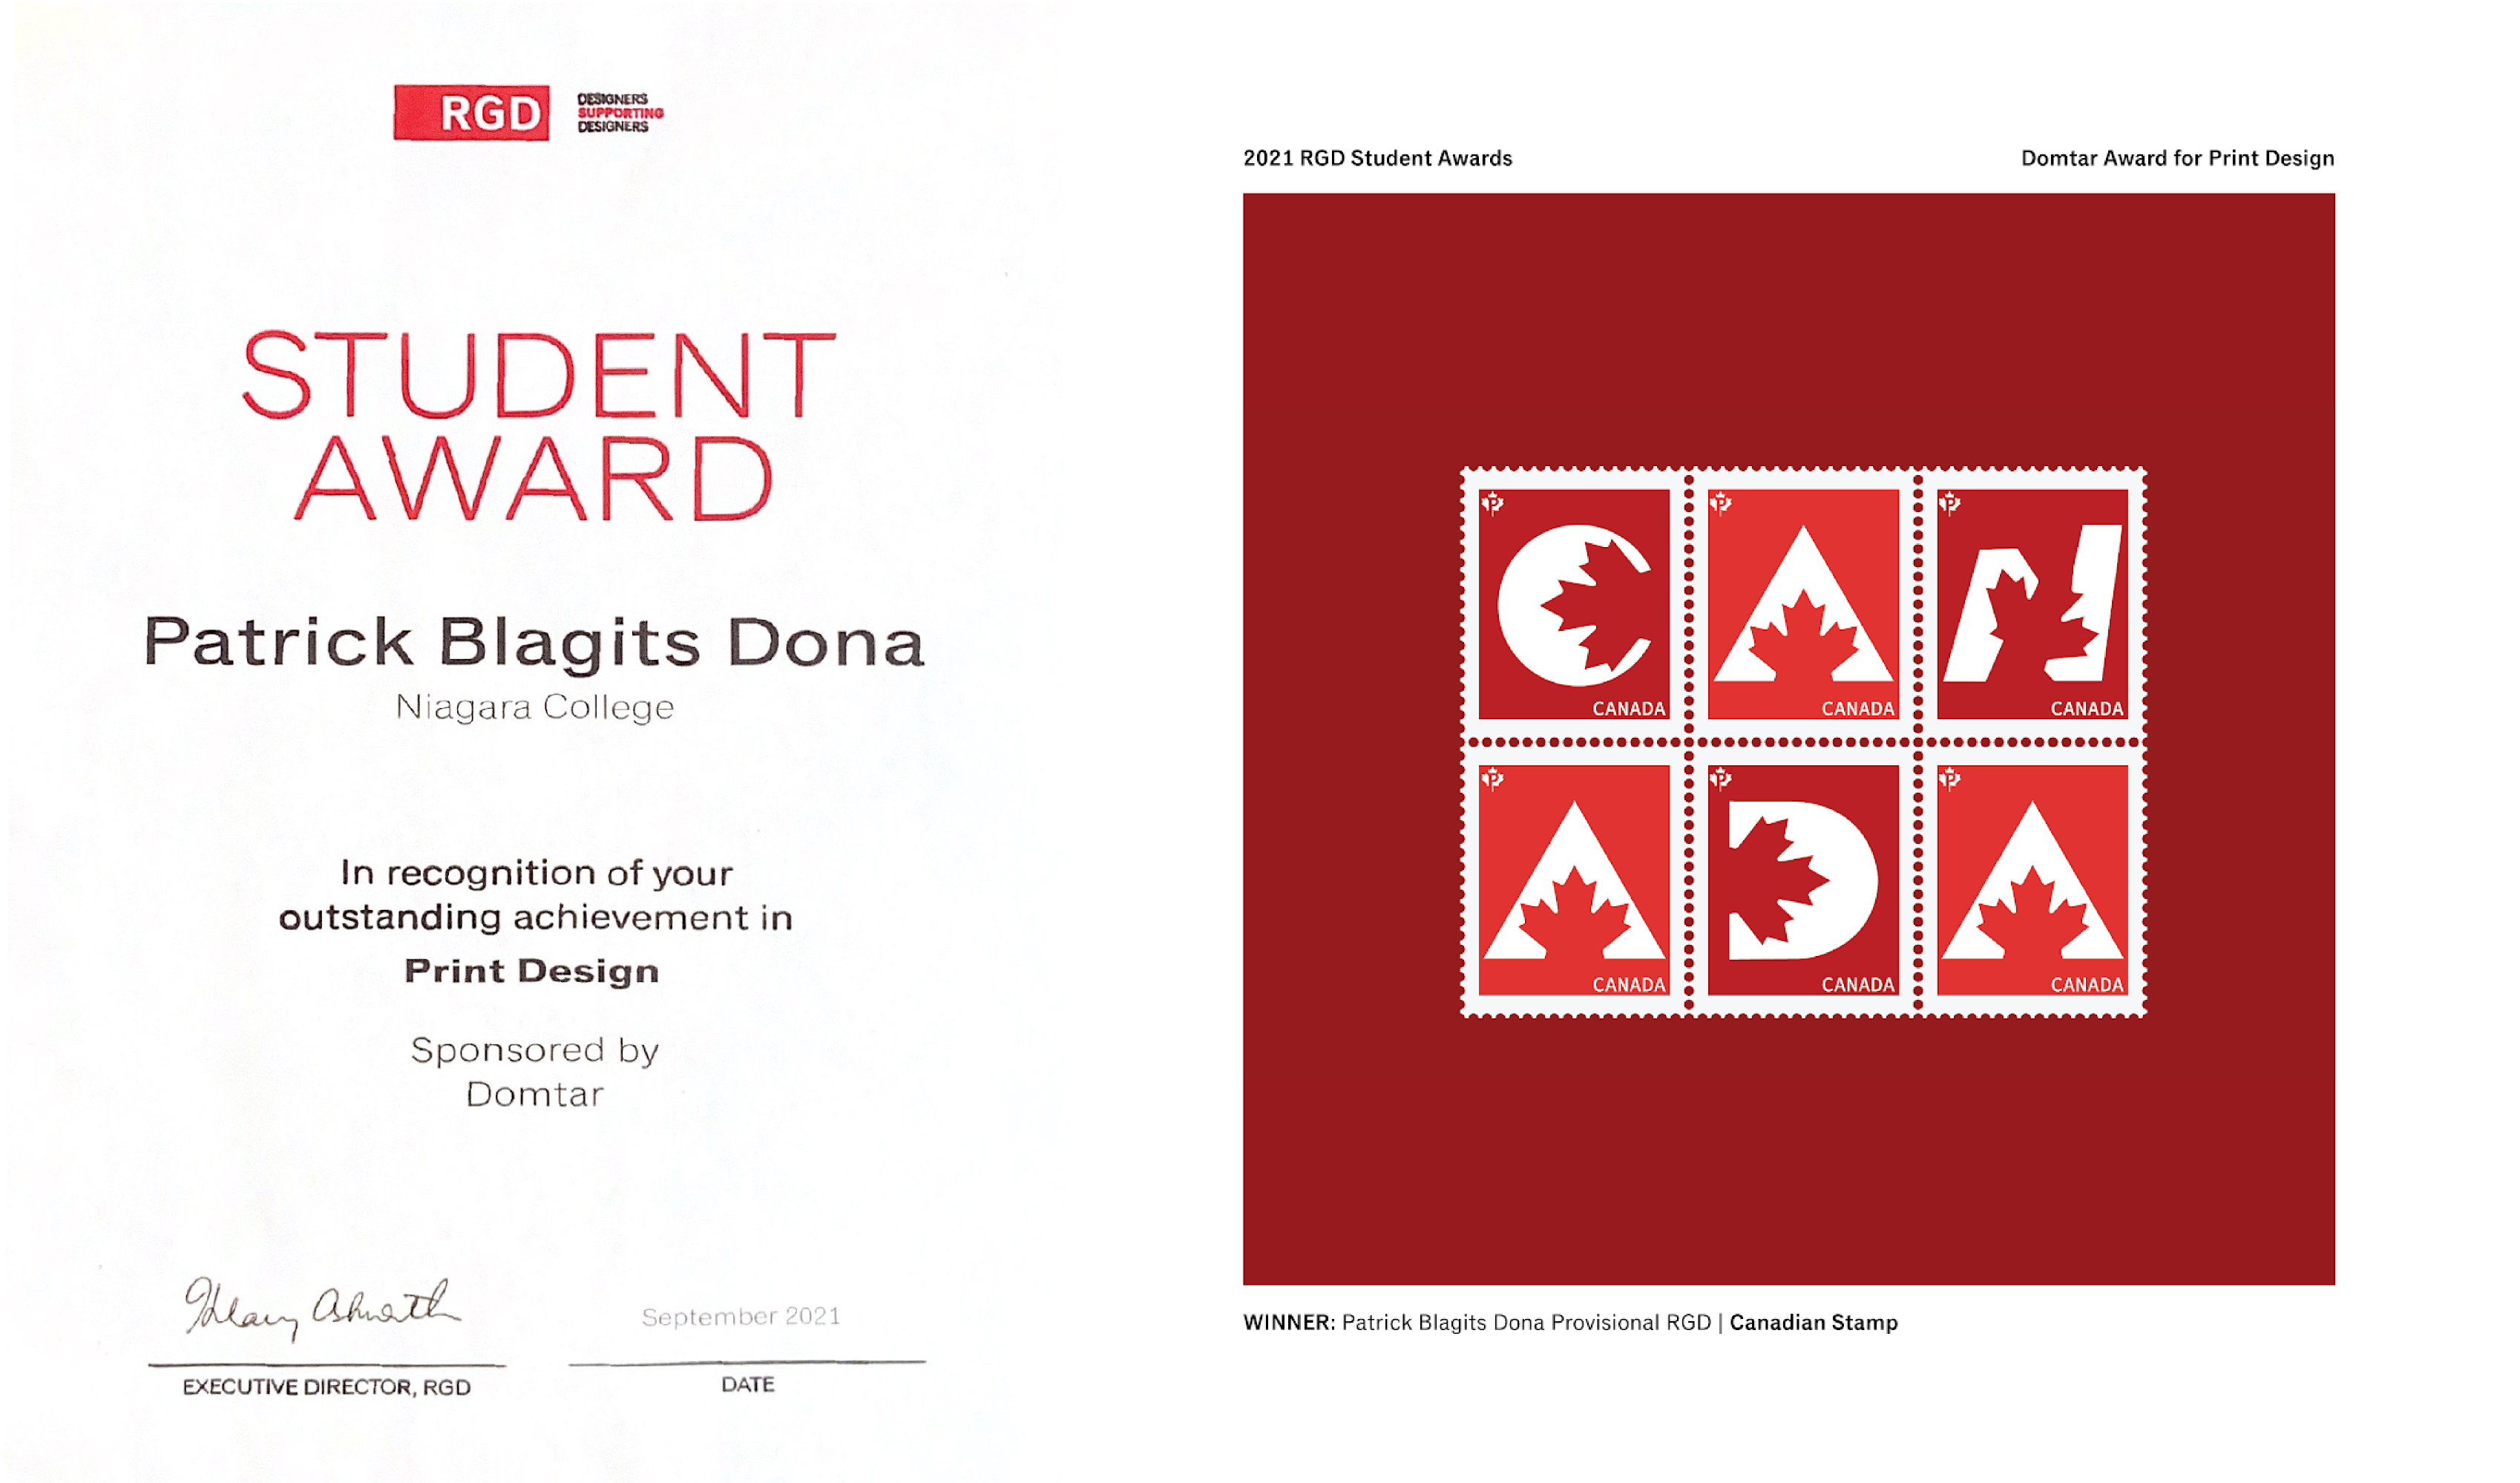 RGD
DESIGNERS
SUPPORTING
DESIGNERS
STUDENT
AWARD
Patrick Blagits Dona
Niagara College
In recognition of your
outstanding achievement in
Print Design
Sponsored by
Domtar
September 2021
EXECUTIVE DIRECTOR, RGD
DATE
2021 RGD Student Awards
Domtar Award for Print Design
P P P
C A N
CANADA CANADA CANADA
P P P
A D A
CANADA CANADA CANADA
WINNER: Patrick Blagits Dona Provisional RGD | Canadian Stamp